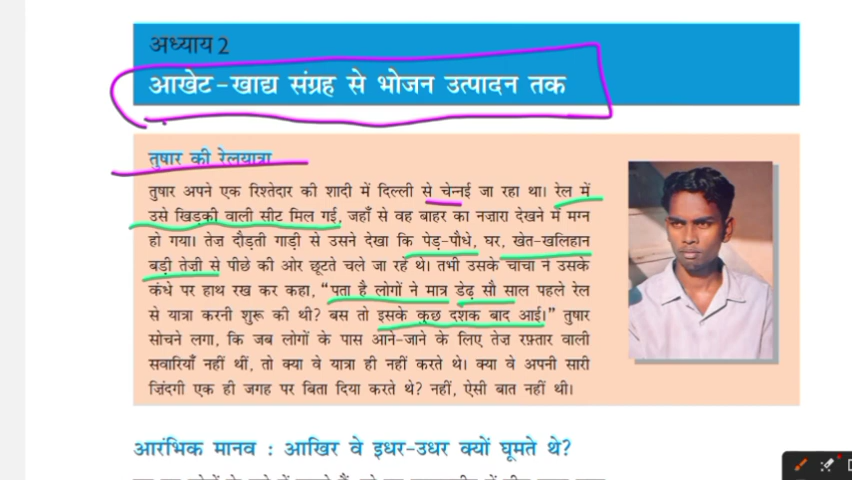 अध्याय 2
आखेट-खाद्य संग्रह से भोजन उत्पादन तक
तुषार की रेलयात्रा
तुषार अपने एक रिश्तेदार की शादी में दिल्ली से चेन्नई जा रहा था। रेल में
उसे खिड़की वाली सीट मिल गई, जहाँ से वह बाहर का नज़ारा देखने में मग्न
हो गया। तेज़ दौड़ती गाड़ी से उसने देखा कि पेड़-पौधे, घर, खेत-खलिहान
बड़ी तेज़ी से पीछे की ओर छूटते चले जा रहे थे। तभी उसके चाचा ने उसके
कंधे पर हाथ रख कर कहा, “पता है लोगों ने मात्र डेढ़ सौ साल पहले रेल
से यात्रा करनी शुरू की थी? बस तो इसके कुछ दशक बाद आई।” तुषार
सोचने लगा, कि जब लोगों के पास आने-जाने के लिए तेज़ रफ़्तार वाली
सवारियाँ नहीं थीं, तो क्या वे यात्रा ही नहीं करते थे। क्या वे अपनी सारी
ज़िंदगी एक ही जगह पर बिता दिया करते थे? नहीं, ऐसी बात नहीं थी।
आरंभिक मानव : आखिर वे इधर-उधर क्यों घूमते थे?